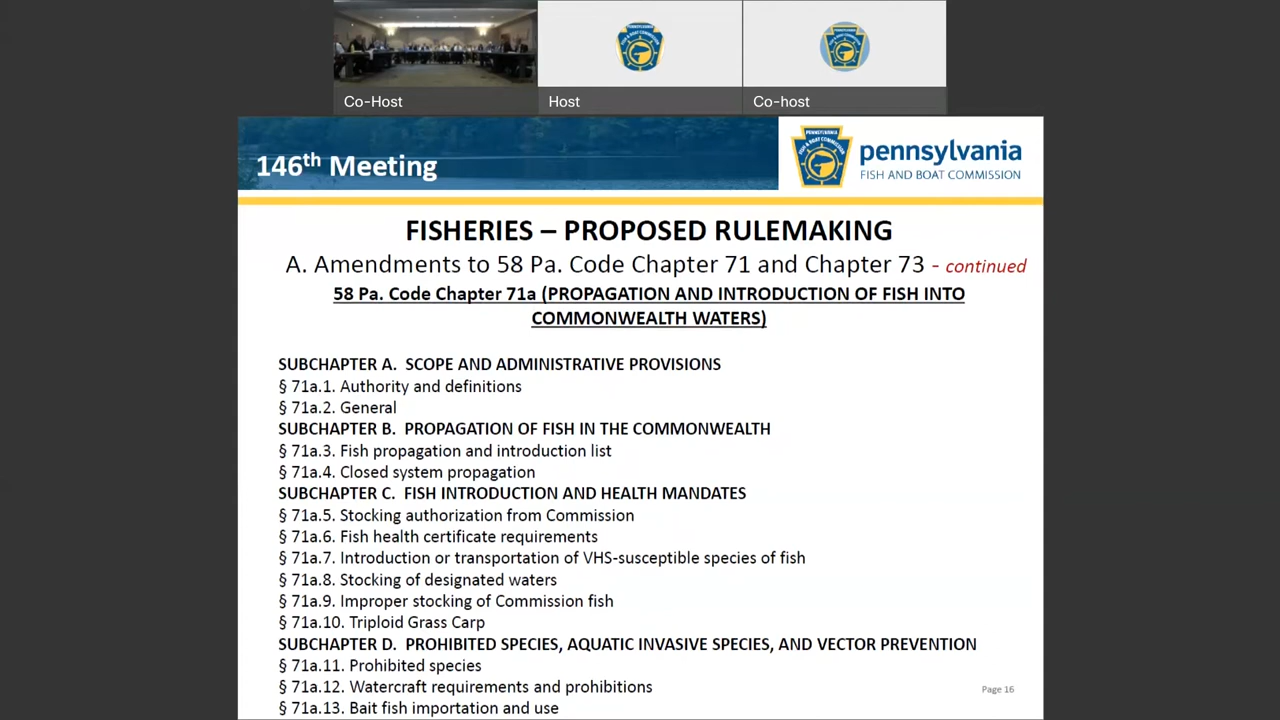 Co-Host
Host
Co-host
146th Meeting
PENNSYLVANIA
FISH & BOAT COMMISSION
pennsylvania
FISH AND BOAT COMMISSION
FISHERIES – PROPOSED RULEMAKING
A. Amendments to 58 Pa. Code Chapter 71 and Chapter 73 - continued
58 Pa. Code Chapter 71a (PROPAGATION AND INTRODUCTION OF FISH INTO
COMMONWEALTH WATERS)
SUBCHAPTER A. SCOPE AND ADMINISTRATIVE PROVISIONS
§ 71a.1. Authority and definitions
§ 71a.2. General
SUBCHAPTER B. PROPAGATION OF FISH IN THE COMMONWEALTH
§ 71a.3. Fish propagation and introduction list
§ 71a.4. Closed system propagation
SUBCHAPTER C. FISH INTRODUCTION AND HEALTH MANDATES
§ 71a.5. Stocking authorization from Commission
§ 71a.6. Fish health certificate requirements
§ 71a.7. Introduction or transportation of VHS-susceptible species of fish
§ 71a.8. Stocking of designated waters
§ 71a.9. Improper stocking of Commission fish
§ 71a.10. Triploid Grass Carp
SUBCHAPTER D. PROHIBITED SPECIES, AQUATIC INVASIVE SPECIES, AND VECTOR PREVENTION
§ 71a.11. Prohibited species
§ 71a.12. Watercraft requirements and prohibitions
Page 16
§ 71a.13. Bait fish importation and use